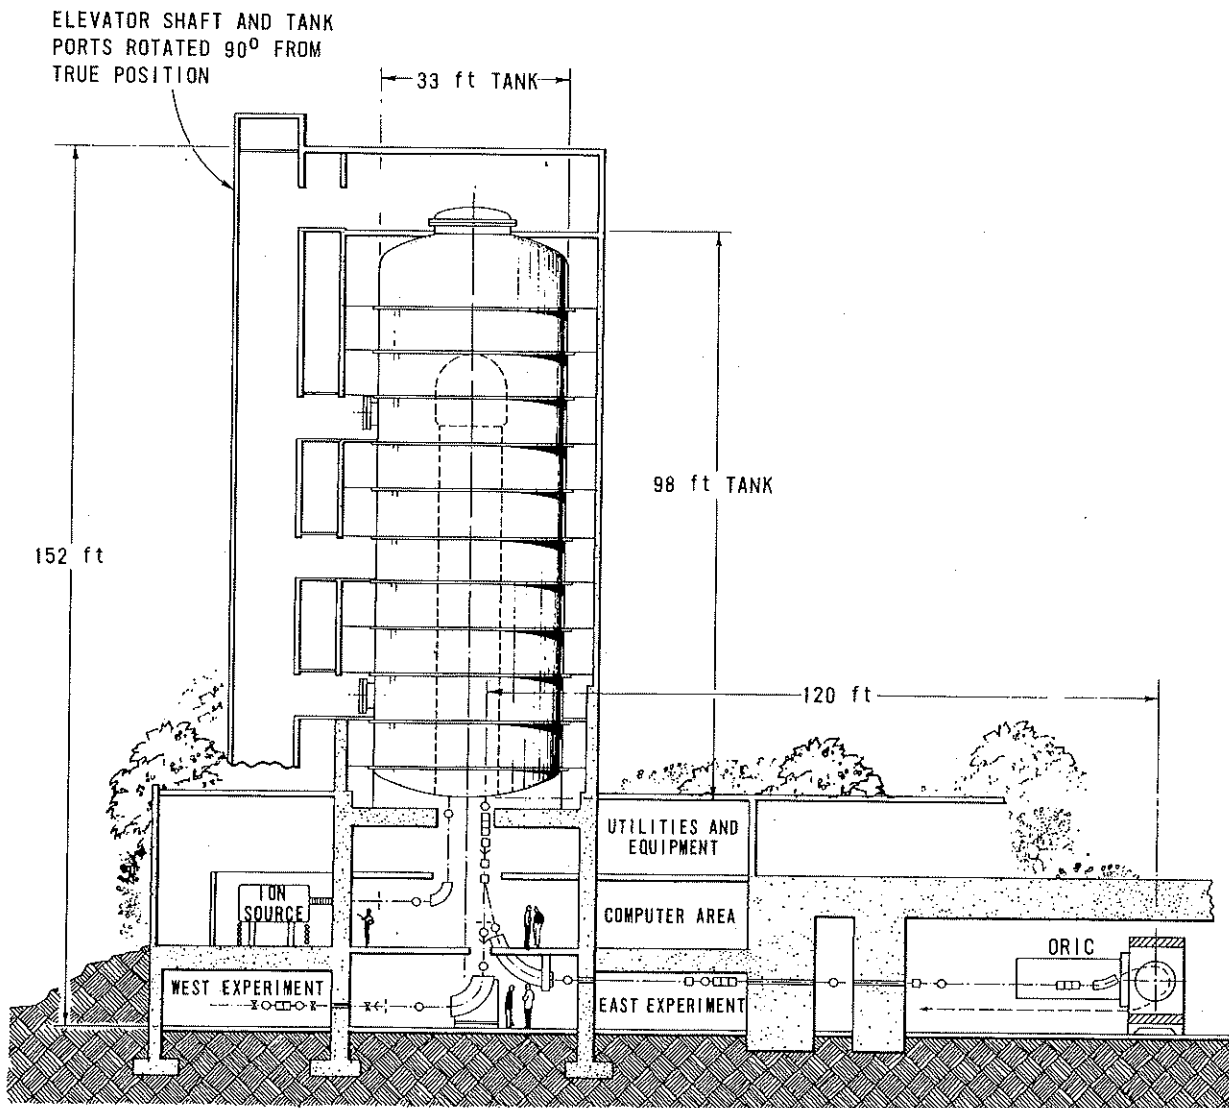 ELEVATOR SHAFT AND TANK
PORTS ROTATED 90° FROM
TRUE POSITION
33 ft TANK
98 ft TANK
152 ft
120 ft
UTILITIES AND
EQUIPMENT
ION
SOURCE
COMPUTER AREA
ORIC
WEST EXPERIMENT
EAST EXPERIMENT